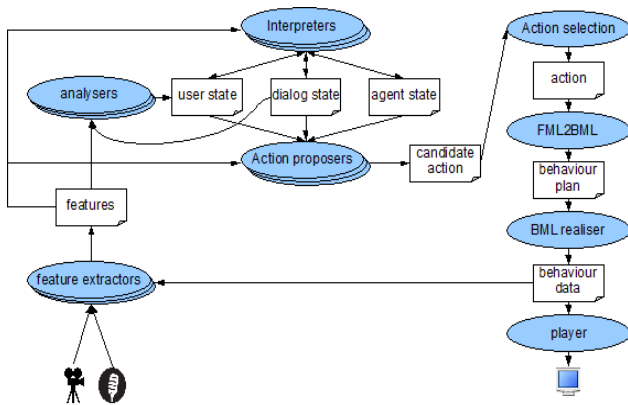 Interpreters
Action selection
analysers
user state
dialog state
agent state
action
FML2BML
Action proposers
candidate
action
behaviour
plan
features
BML realiser
feature extractors
behaviour
data
player